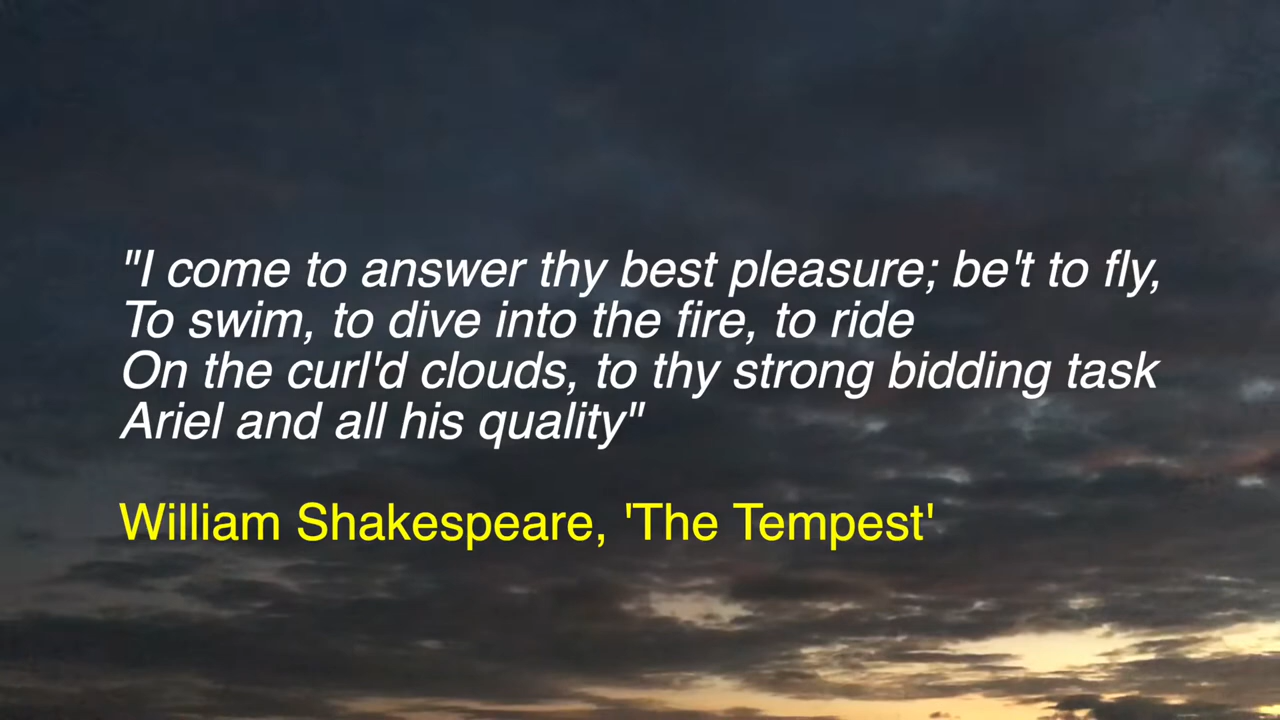 "I come to answer thy best pleasure; be't to fly,
To swim, to dive into the fire, to ride
On the curl'd clouds, to thy strong bidding task
Ariel and all his quality"
William Shakespeare, 'The Tempest'